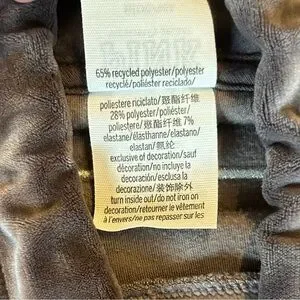 65% recycled polyester/polyester
recyclé/poliéster reciclado/
poliestere riciclato/聚酯纤维
28% polyester/poliéster/
poliestere/聚酯纤维 7%
elastane/élasthanne/elastano/
elastan/氨纶
exclusive of decoration/sauf
décoration/no incluye la
decoración/esclusa la
decorazione/装饰除外
turn inside out/do not iron on
decoration/retourner le vêtement
à l'envers/ne pas repasser sur les